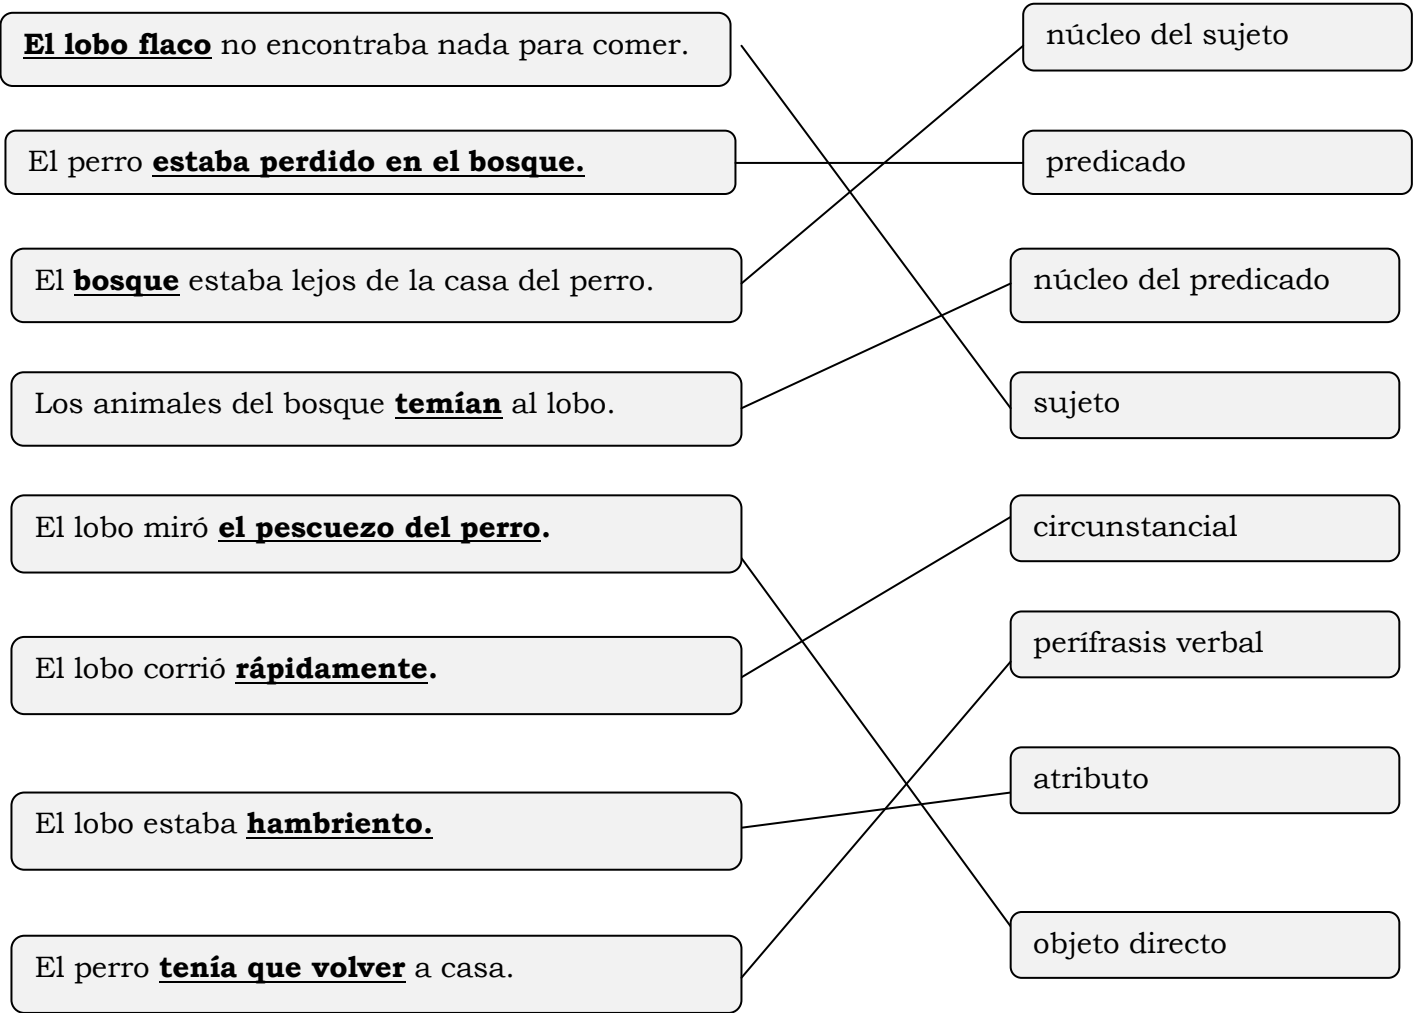 El lobo flaco no encontraba nada para comer.
núcleo del sujeto
El perro estaba perdido en el bosque.
predicado
El bosque estaba lejos de la casa del perro.
núcleo del predicado
Los animales del bosque temían al lobo.
sujeto
El lobo miró el pescuezo del perro.
circunstancial
El lobo corrió rápidamente.
perífrasis verbal
El lobo estaba hambriento.
atributo
El perro tenía que volver a casa.
objeto directo